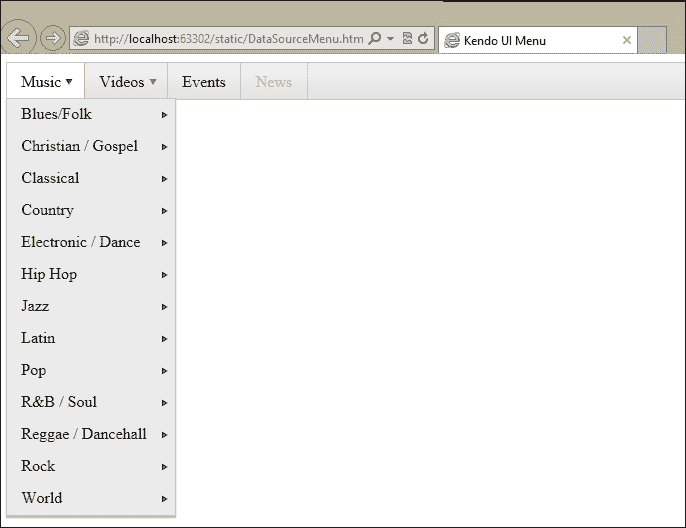 http://localhost:63302/static/DataSourceMenu.htm
Kendo UI Menu
Music Videos Events News
Blues/Folk
Christian / Gospel
Classical
Country
Electronic / Dance
Hip Hop
Jazz
Latin
Pop
R&B / Soul
Reggae / Dancehall
Rock
World